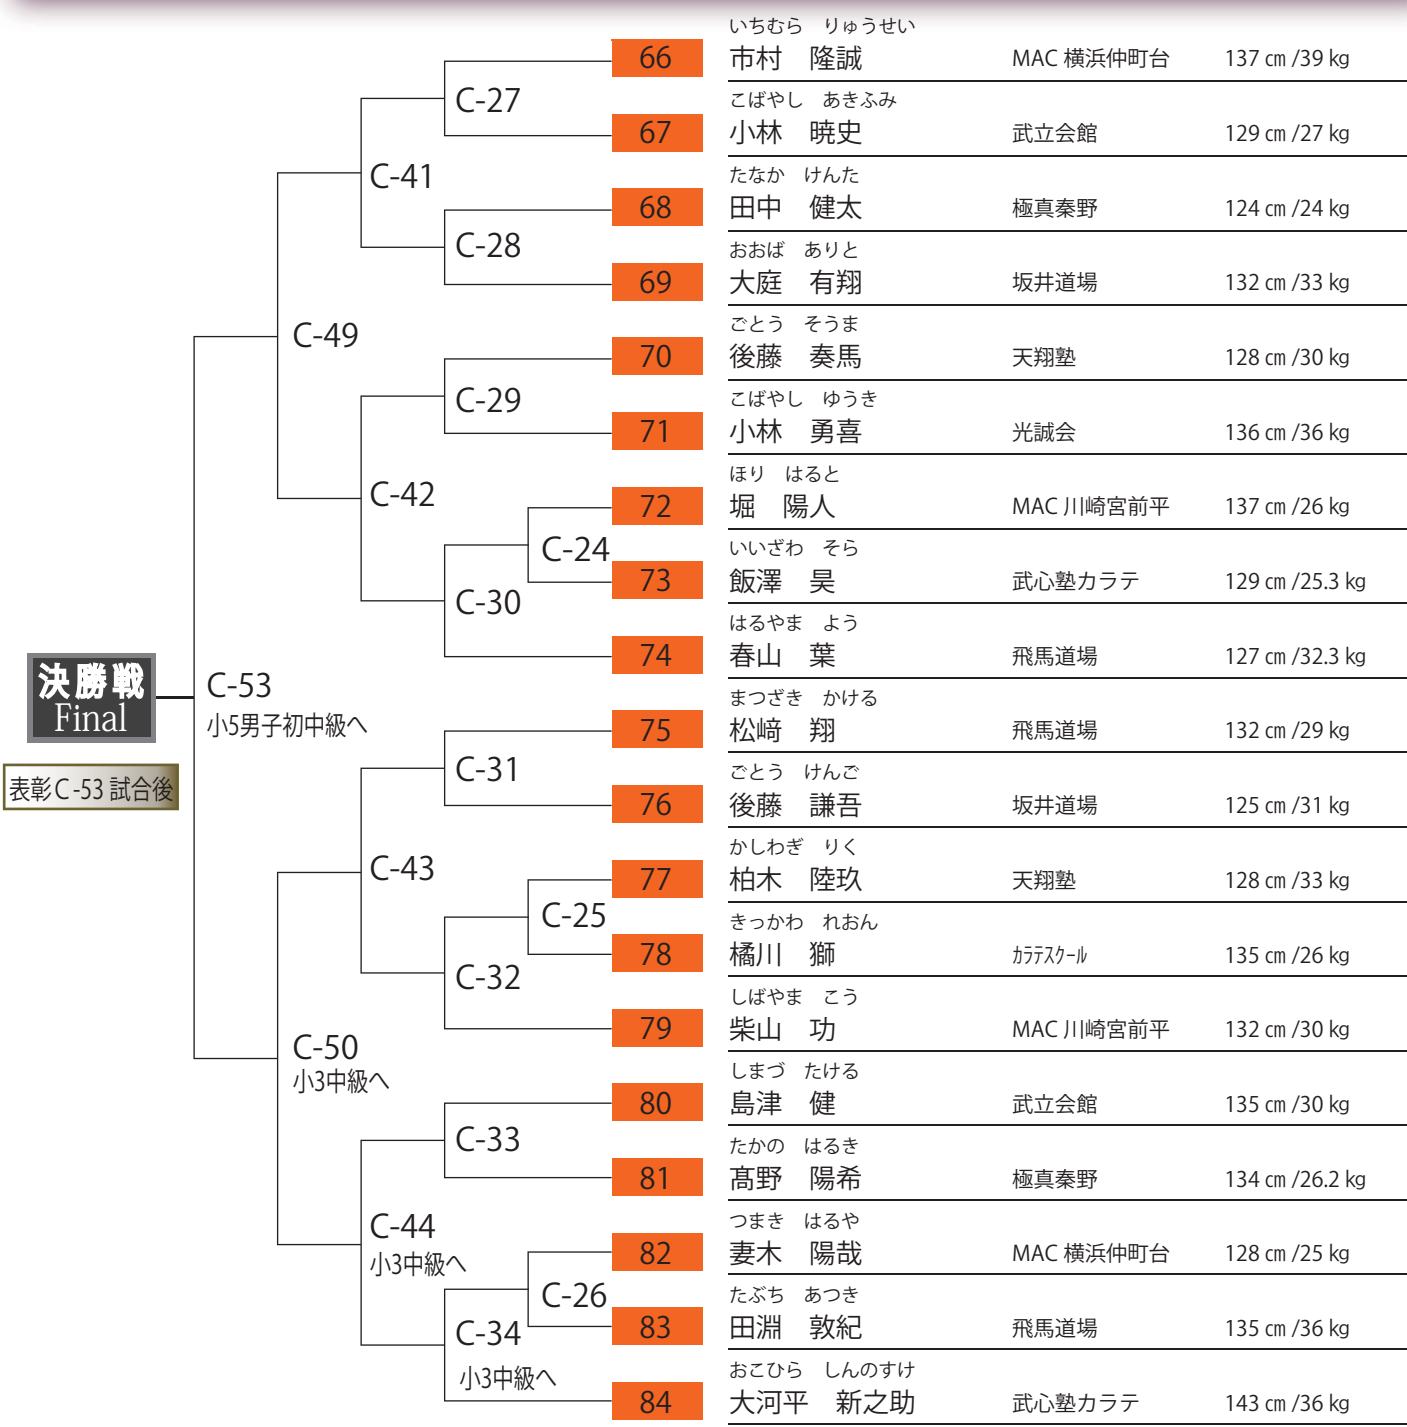 いちむら　りゅうせい
66 市村　隆誠 MAC 横浜仲町台 137 ㎝ /39 kg
C-27
こばやし　あきふみ
67 小林　暁史 武立会館 129 ㎝ /27 kg
C-41
たなか　けんた
68 田中　健太 極真秦野 124 ㎝ /24 kg
C-28
おおば　ありと
69 大庭　有翔 坂井道場 132 ㎝ /33 kg
C-49
ごとう　そうま
70 後藤　奏馬 天翔塾 128 ㎝ /30 kg
C-29
こばやし　ゆうき
71 小林　勇喜 光誠会 136 ㎝ /36 kg
C-42
ほり　はると
72 堀　陽人 MAC 川崎宮前平 137 ㎝ /26 kg
C-24
いいざわ　そら
73 飯澤　昊 武心塾カラテ 129 ㎝ /25.3 kg
C-30
はるやま　よう
74 春山　葉 飛馬道場 127 ㎝ /32.3 kg
決勝戦
Final
C-53
小5男子初中級へ
表彰 C -53 試合後
まつざき　かける
75 松﨑　翔 飛馬道場 132 ㎝ /29 kg
C-31
ごとう　けんご
76 後藤　謙吾 坂井道場 125 ㎝ /31 kg
C-43
かしわぎ　りく
77 柏木　陸玖 天翔塾 128 ㎝ /33 kg
C-25
きっかわ　れおん
78 橘川　獅 ｶﾗﾃｽｸｰﾙ 135 ㎝ /26 kg
C-32
しばやま　こう
79 柴山　功 MAC 川崎宮前平 132 ㎝ /30 kg
C-50
小3中級へ
しまづ　たける
80 島津　健 武立会館 135 ㎝ /30 kg
C-33
たかの　はるき
81 髙野　陽希 極真秦野 134 ㎝ /26.2 kg
C-44
小3中級へ
つまき　はるや
82 妻木　陽哉 MAC 横浜仲町台 128 ㎝ /25 kg
C-26
たぶち　あつき
83 田淵　敦紀 飛馬道場 135 ㎝ /36 kg
C-34
小3中級へ
おこひら　しんのすけ
84 大河平　新之助 武心塾カラテ 143 ㎝ /36 kg